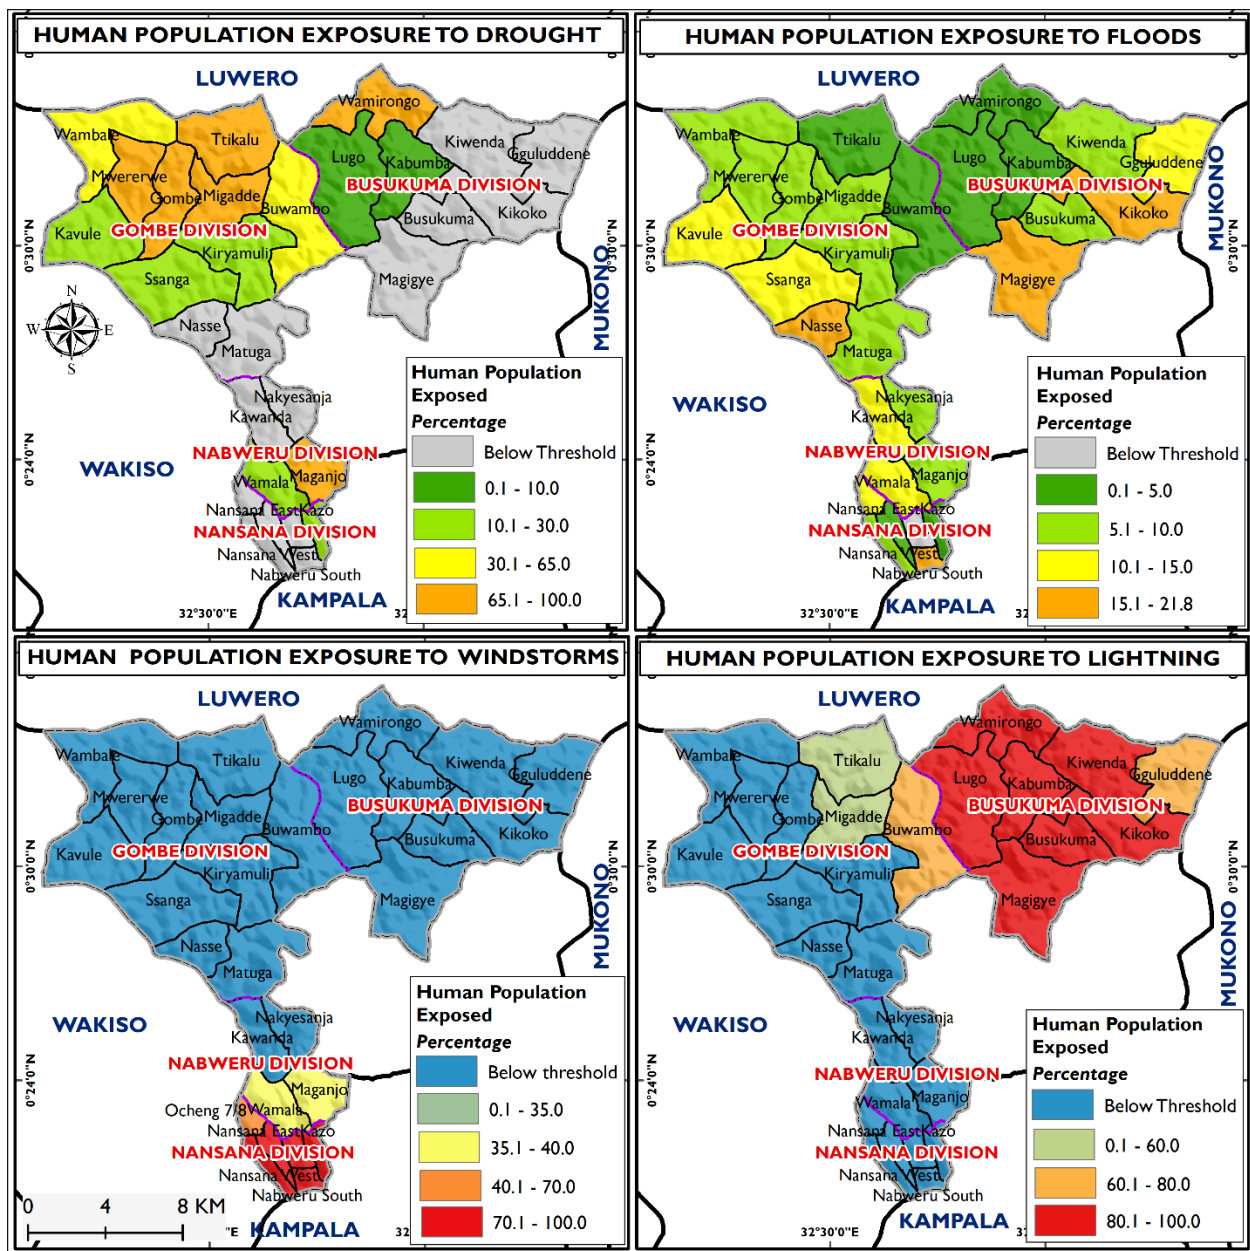 HUMAN POPULATION EXPOSURE TO DROUGHT
LUWERO
Wamirongo
Wambale
Ttikalu
Kiwenda
Gguluddene
Lugo
Kabumba
Mwererwe
Gombe
Migadde
BUSUKUMA DIVISION
Buwambo
Busukuma
Kikoko
Kavule
GOMBE DIVISION
Kiryamuli
0°30'0"N
0°30'0"N
Ssanga
Magigye
MUKONO
N
W
E
S
Nasse
Matuga
Nakyesanja
Kawanda
NABWERU DIVISION
0°24'0"N
WAKISO
Wamala
Maganjo
Nansana East
Kazo
NANSANA DIVISION
Nansana West
Nabweru South
KAMPALA
32°30'0"E
32
Human Population
Exposed
Percentage
Below Threshold
0.1 - 10.0
10.1 - 30.0
30.1 - 65.0
65.1 - 100.0
HUMAN POPULATION EXPOSURE TO FLOODS
LUWERO
Wamirongo
Wambale
Ttikalu
Kiwenda
Gguluddene
Lugo
Kabumba
MUKONO
Mwererwe
Gombe
Migadde
BUSUKUMA DIVISION
Buwambo
Busukuma
Kikoko
Kavule
GOMBE DIVISION
Kiryamuli
0°30'0"N
0°30'0"N
Ssanga
Magigye
Nasse
Matuga
Nakyesanja
Kawanda
WAKISO
NABWERU DIVISION
0°24'0"N
Wamala
Maganjo
Nansana East
Kazo
NANSANA DIVISION
Nansana West
Nabweru South
KAMPALA
32°30'0"E
32
Human Population
Exposed
Percentage
Below Threshold
0.1 - 5.0
5.1 - 10.0
10.1 - 15.0
15.1 - 21.8
HUMAN POPULATION EXPOSURE TO WINDSTORMS
LUWERO
Wamirongo
Wambale
Ttikalu
Kiwenda
Gguluddene
Lugo
Kabumba
Mwererwe
Gombe
Migadde
BUSUKUMA DIVISION
Buwambo
Busukuma
Kikoko
Kavule
GOMBE DIVISION
Kiryamuli
0°30'0"N
0°30'0"N
Ssanga
Magigye
MUKONO
Nasse
Matuga
Nakyesanja
Kawanda
WAKISO
NABWERU DIVISION
0°24'0"N
Maganjo
Ocheng 7/8
Wamala
Nansana East
Kazo
NANSANA DIVISION
Nansana West
Nabweru South
0 4 8 KM
"E
KAMPALA
32
Human Population
Exposed
Percentage
Below threshold
0.1 - 35.0
35.1 - 40.0
40.1 - 70.0
70.1 - 100.0
HUMAN POPULATION EXPOSURE TO LIGHTNING
LUWERO
Wamirongo
Wambale
Ttikalu
Kiwenda
Gguluddene
Lugo
Kabumba
Mwererwe
Gombe
Migadde
BUSUKUMA DIVISION
Buwambo
Busukuma
Kikoko
Kavule
GOMBE DIVISION
Kiryamuli
0°30'0"N
0°30'0"N
Ssanga
Magigye
MUKONO
Nasse
Matuga
Nakyesanja
Kawanda
WAKISO
NABWERU DIVISION
0°24'0"N
Wamala
Maganjo
Nansana East
Kazo
NANSANA DIVISION
Nansana West
Nabweru South
KAMPALA
32°30'0"E
32
Human Population
Exposed
Percentage
Below Threshold
0.1 - 60.0
60.1 - 80.0
80.1 - 100.0